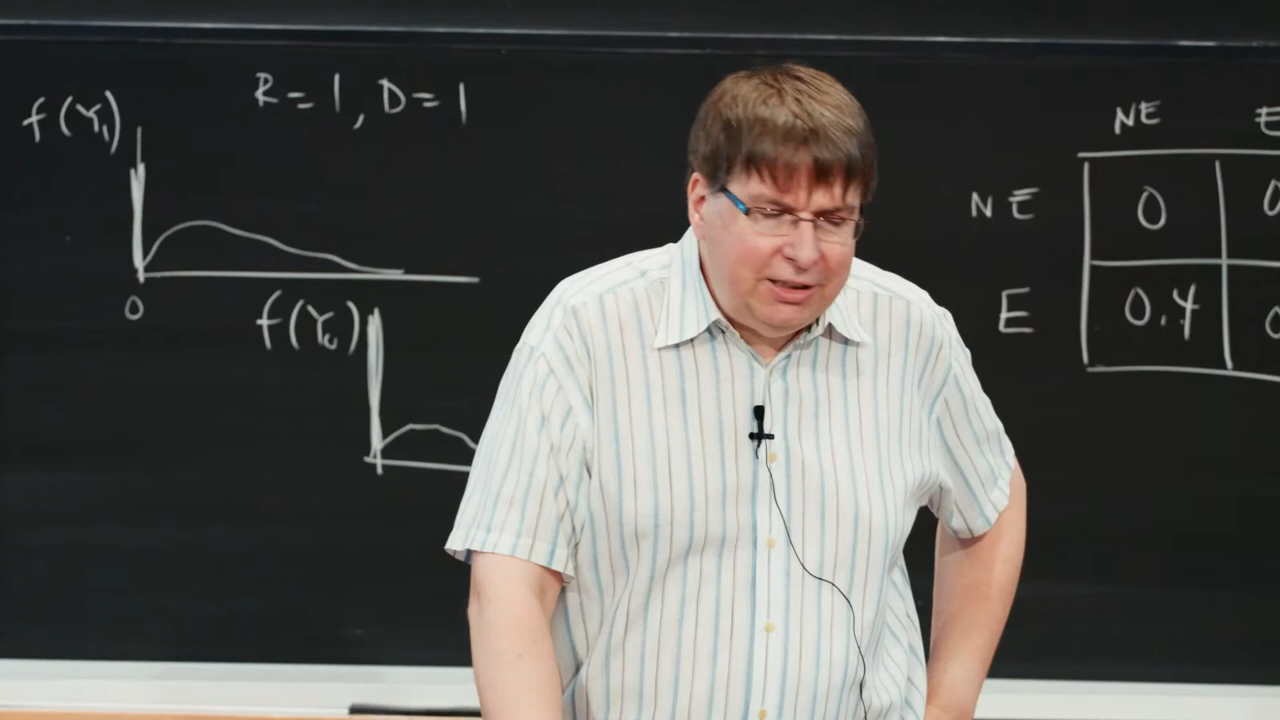 R = 1, D = 1
f(Y₁)
0
f(Y₀)
NE E
NE 0
E 0.4